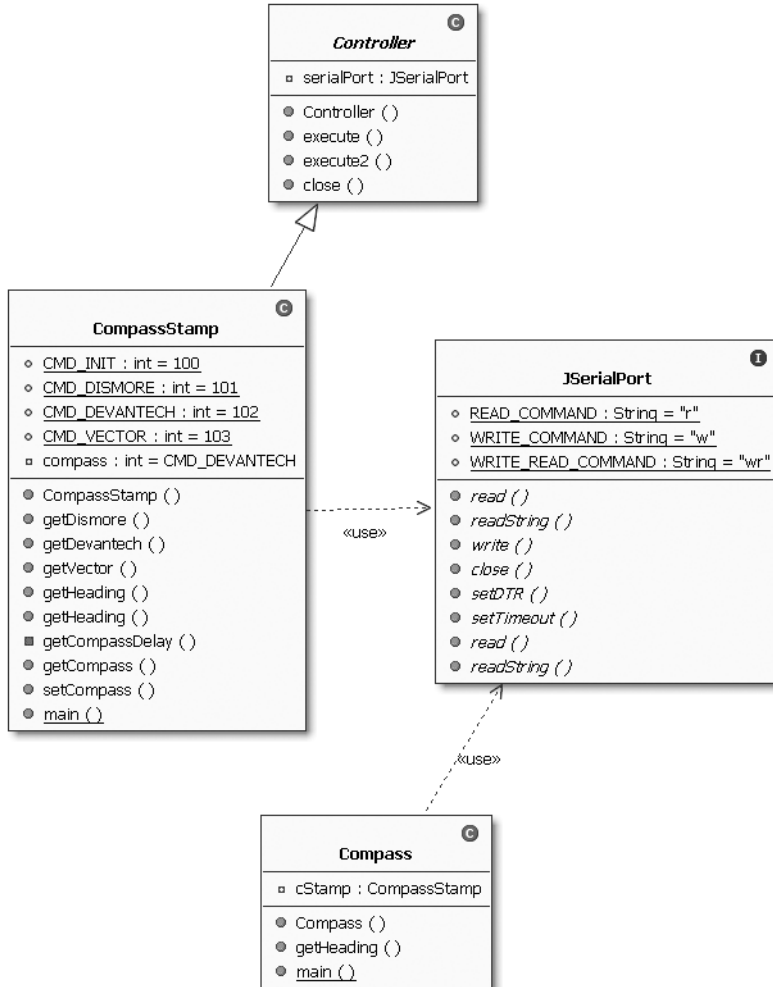 C
Controller
serialPort : JSerialPort
Controller ( )
execute ( )
execute2 ( )
close ( )
C
CompassStamp
CMD_INIT : int = 100
CMD_DISMORE : int = 101
CMD_DEVANTECH : int = 102
CMD_VECTOR : int = 103
compass : int = CMD_DEVANTECH
CompassStamp ( )
getDismore ( )
getDevantech ( )
getVector ( )
getHeading ( )
getHeading ( )
getCompassDelay ( )
getCompass ( )
setCompass ( )
main ( )
«use»
I
JSerialPort
READ_COMMAND : String = "r"
WRITE_COMMAND : String = "w"
WRITE_READ_COMMAND : String = "wr"
read ( )
readString ( )
write ( )
close ( )
setDTR ( )
setTimeout ( )
read ( )
readString ( )
«use»
C
Compass
cStamp : CompassStamp
Compass ( )
getHeading ( )
main ( )